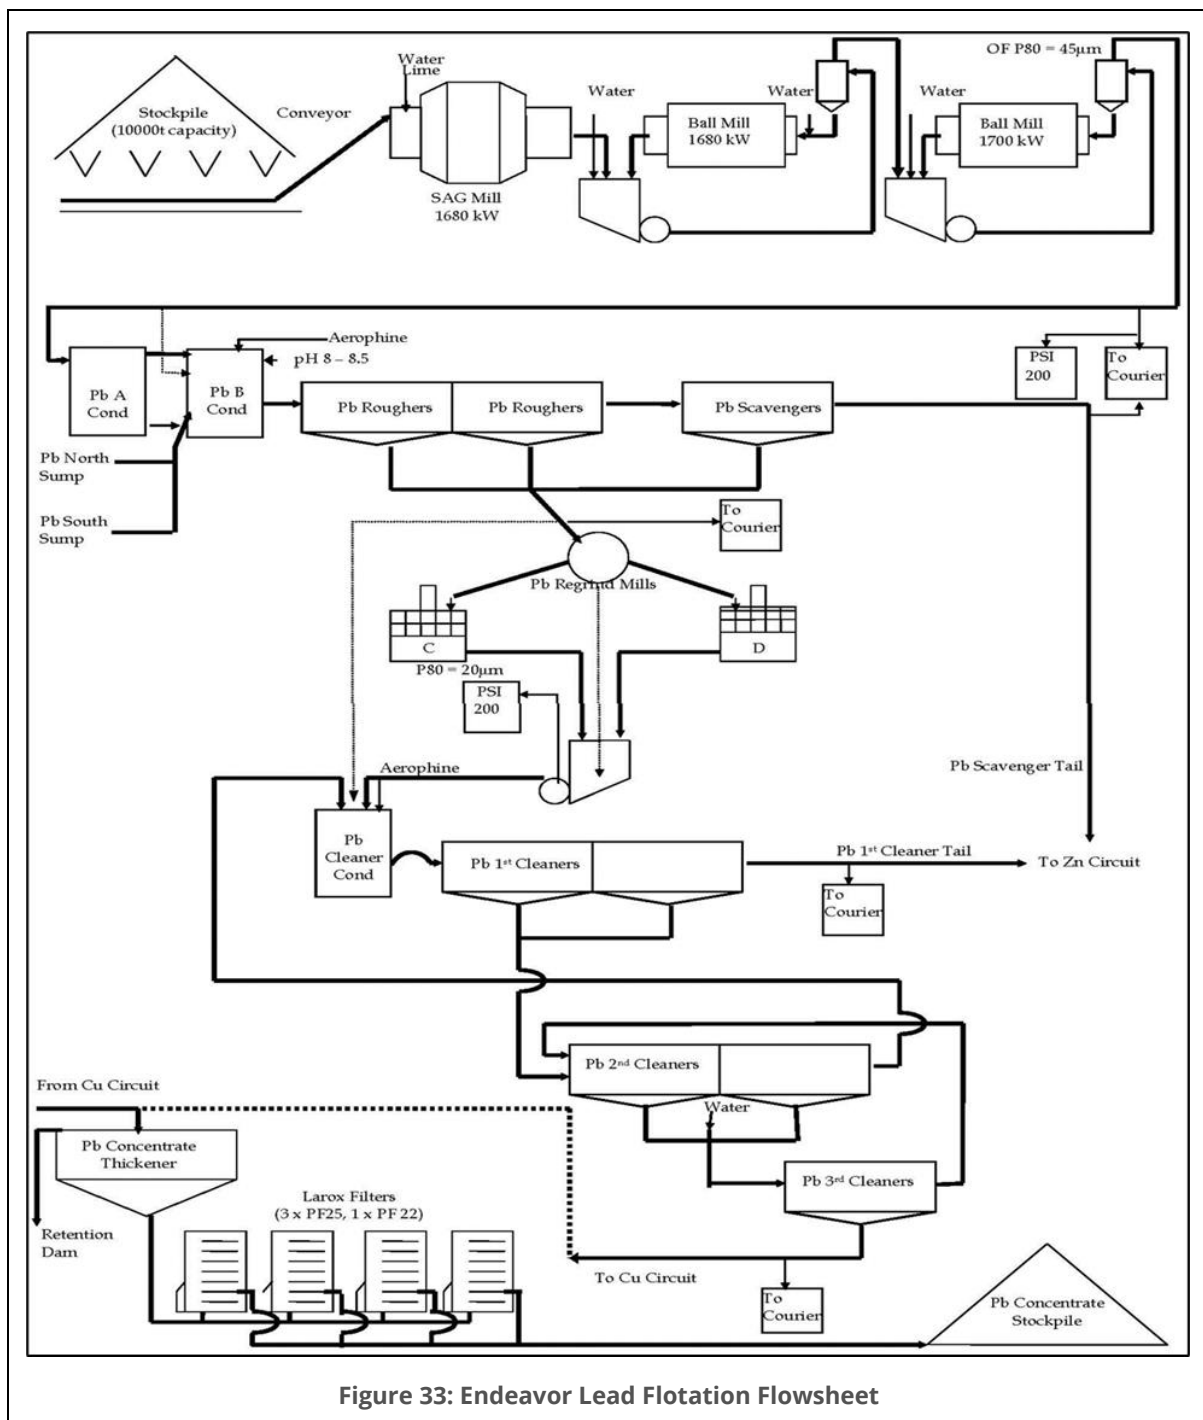 Water
Lime
OF P80 = 45µm
Stockpile
(10000t capacity)
Conveyor
Water
Water
Water
Ball Mill
1680 kW
Ball Mill
1700 kW
SAG Mill
1680 kW
Aerophine
pH 8 – 8.5
Pb A
Cond
Pb B
Cond
Pb Roughers
Pb Roughers
Pb Scavengers
PSI
200
To
Courier
Pb North
Sump
Pb South
Sump
To
Courier
Pb Regrind Mills
C
D
P80 = 20µm
PSI
200
Aerophine
Pb Scavenger Tail
Pb
Cleaner
Cond
Pb 1st Cleaners
Pb 1st Cleaner Tail
To Zn Circuit
To
Courier
Pb 2nd Cleaners
From Cu Circuit
Water
Pb Concentrate
Thickener
Pb 3rd Cleaners
Larox Filters
(3 x PF25, 1 x PF 22)
Retention
Dam
To Cu Circuit
To
Courier
Pb Concentrate
Stockpile
Figure 33: Endeavor Lead Flotation Flowsheet